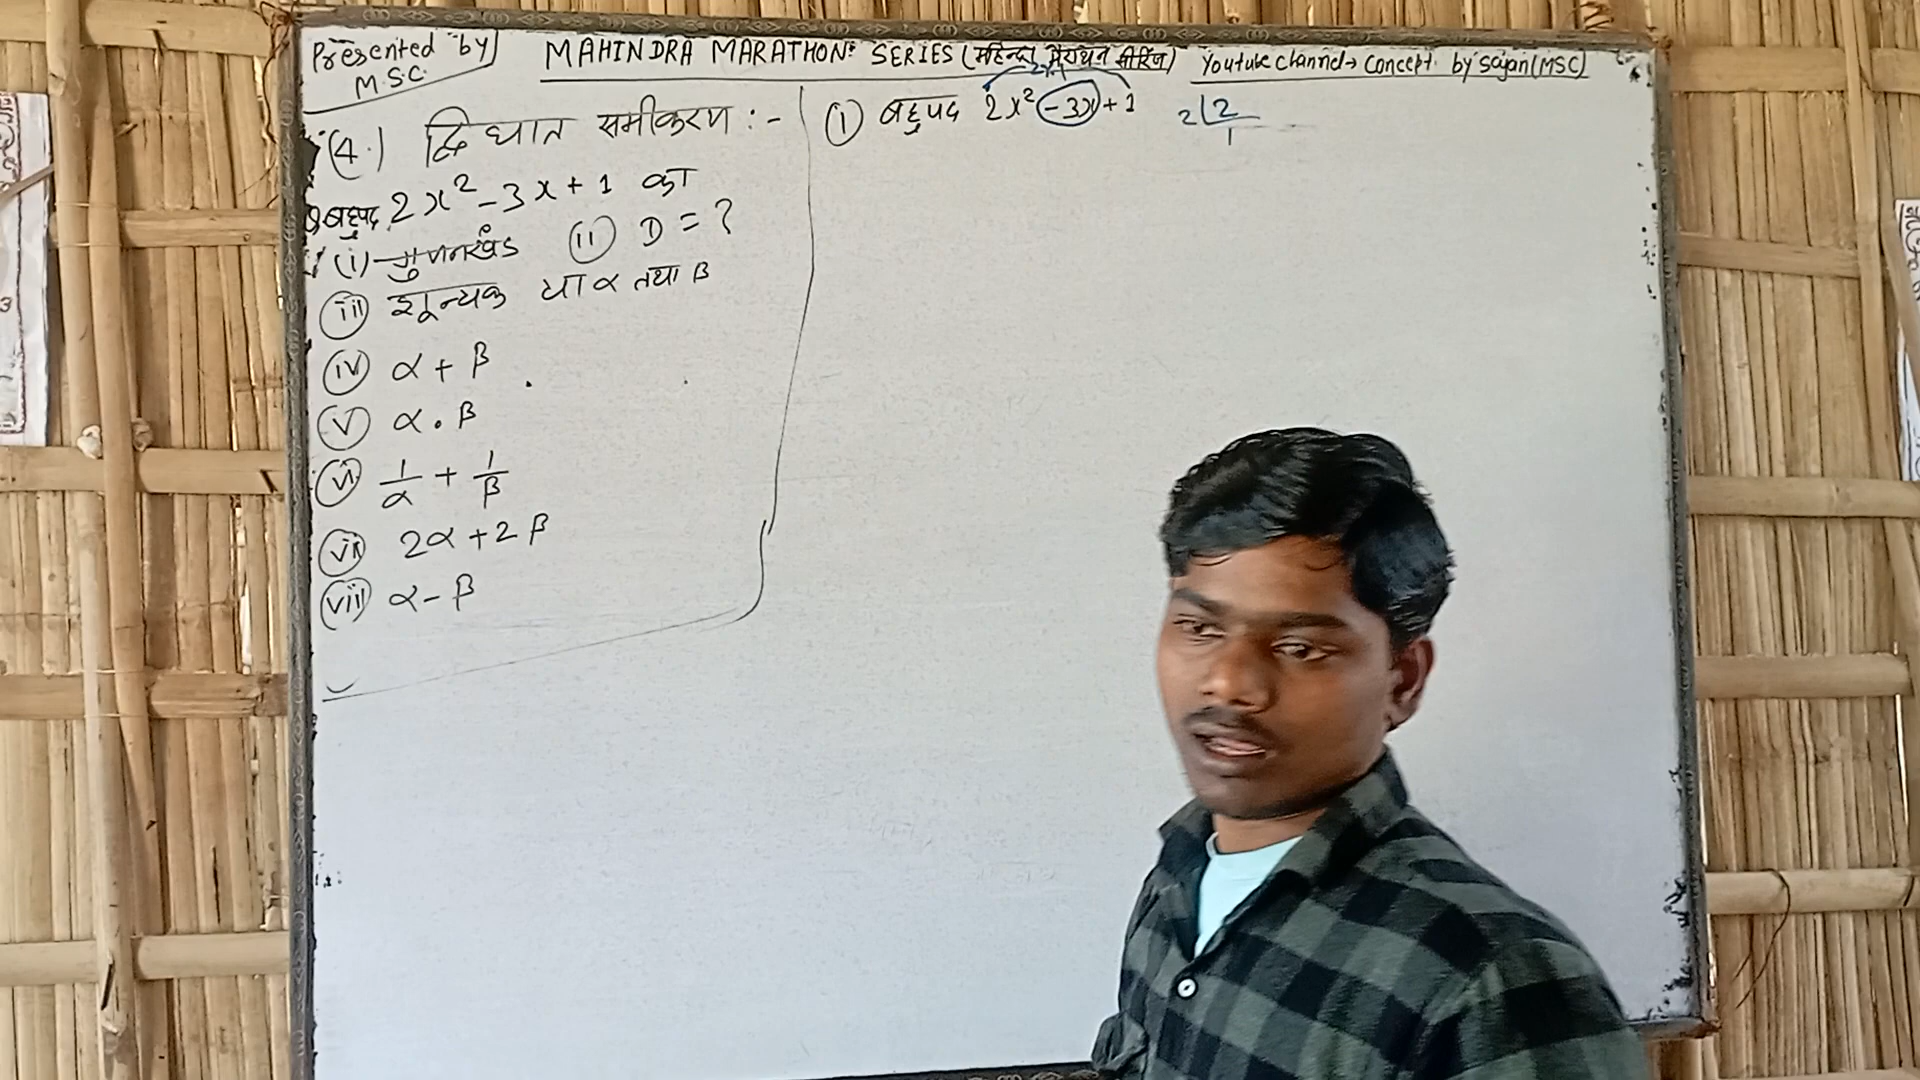 Presented by
M.S.C.
MAHINDRA MARATHON: SERIES (महिन्द्रा मैराथन सीरिज)
Youtube channel → concept by sajan (MSC)
(4.) द्विघात समीकरण :-
बहुपद 2x² - 3x + 1 का
(i) गुणनखंड (ii) D = ?
(iii) शून्यक या α तथा β
(iv) α + β
(v) α . β
(vi) 1/α + 1/β
(vii) 2α + 2β
(viii) α - β
(i) बहुपद 2x² - 3x + 1
2 | 2
1